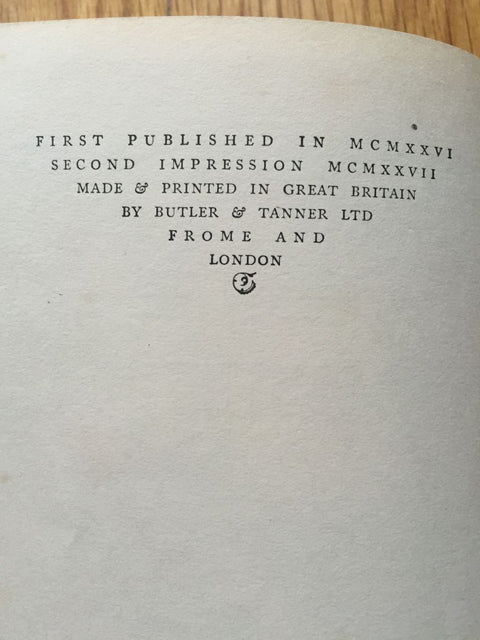 FIRST PUBLISHED IN MCMXXVI
SECOND IMPRESSION MCMXXVII
MADE & PRINTED IN GREAT BRITAIN
BY BUTLER & TANNER LTD
FROME AND
LONDON
9